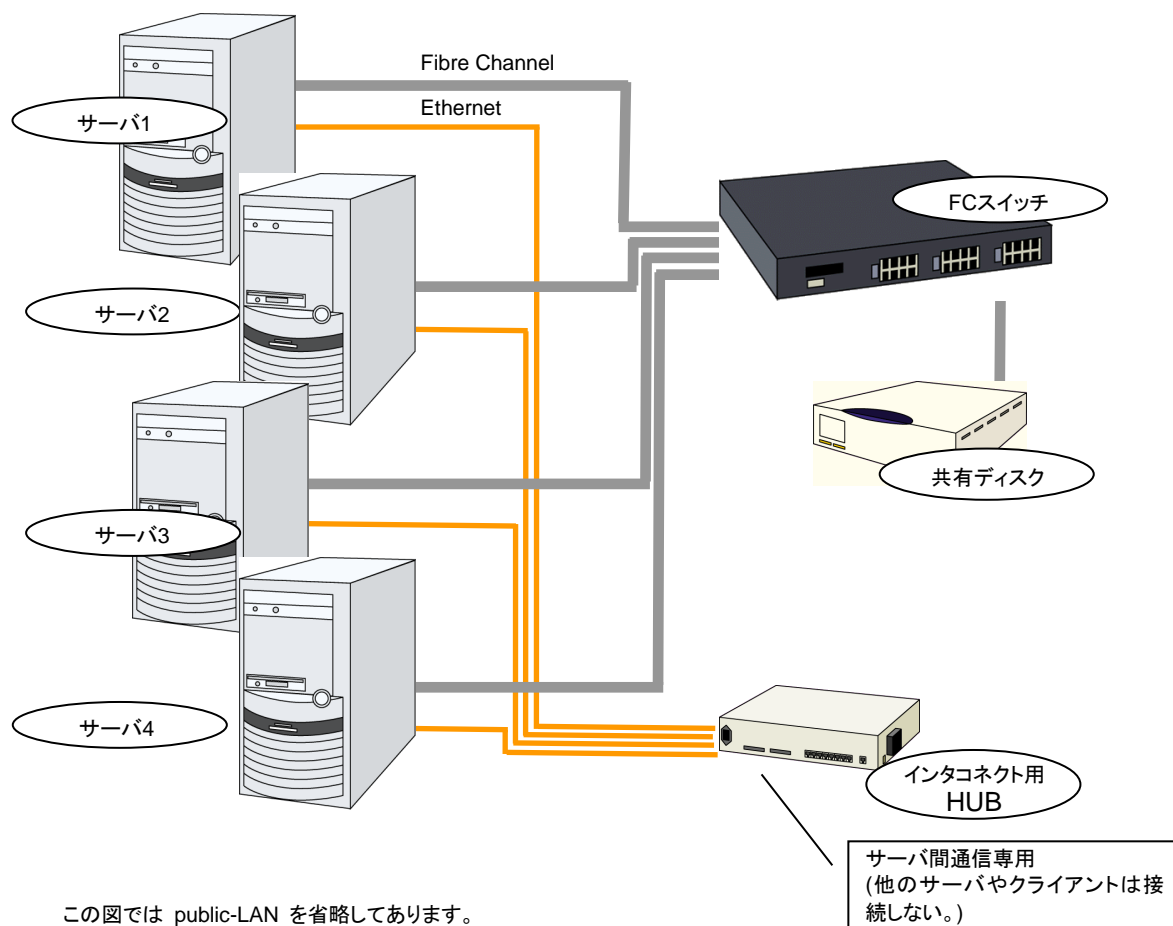 Fibre Channel
Ethernet
サーバ1
FCスイッチ
サーバ2
共有ディスク
サーバ3
サーバ4
インタコネクト用
HUB
サーバ間通信専用
(他のサーバやクライアントは接
続しない。)
この図では public-LAN を省略してあります。